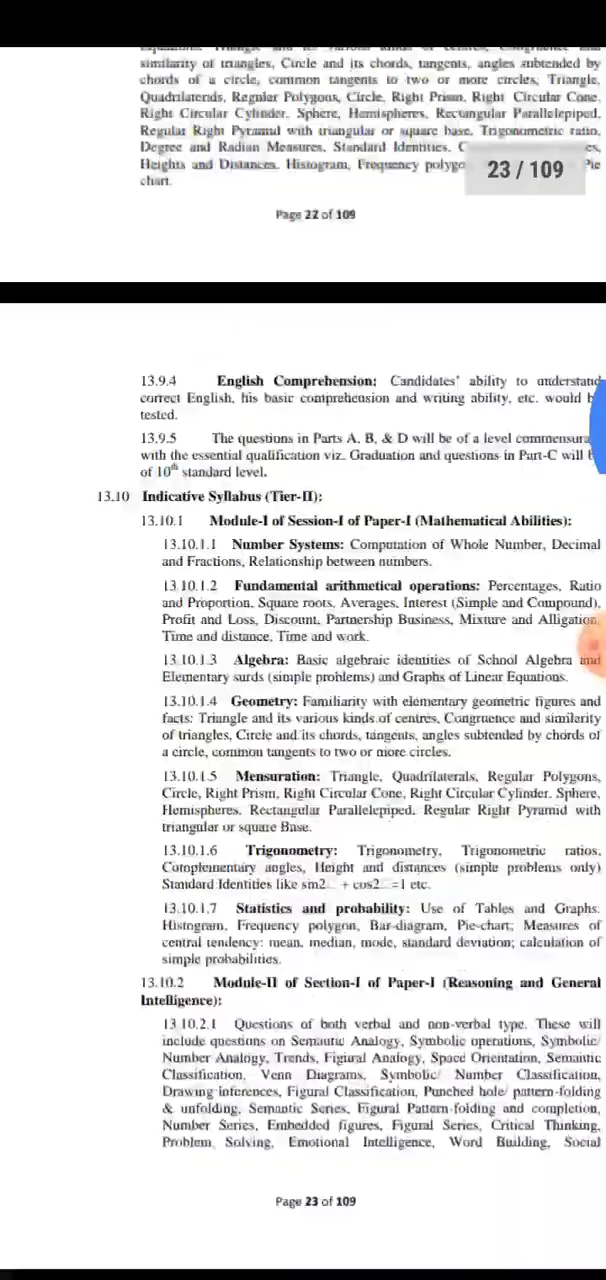 similarity of triangles, Circle and its chords, tangents, angles subtended by
chords of a circle, common tangents to two or more circles, Triangle,
Quadrilaterals, Regular Polygons, Circle, Right Prism, Right Circular Cone,
Right Circular Cylinder, Sphere, Hemispheres, Rectangular Parallelepiped,
Regular Right Pyramid with triangular or square base, Trigonometric ratio,
Degree and Radian Measures, Standard Identities,
Heights and Distances, Histogram, Frequency Pie
chart.
23 / 109
Page 22 of 109
13.9.4 English Comprehension: Candidates' ability to understand
correct English, his basic comprehension and writing ability, etc. would
tested.
13.9.5 The questions in Parts A, B, & D will be of a level
with the essential qualification viz. Graduation and questions in Part-C will
of 10th standard level.
13.10 Indicative Syllabus (Tier-II):
13.10.1 Module-I of Session-I of Paper-I (Mathematical Abilities):
13.10.1.1 Number Systems: Computation of Whole Number, Decimal
and Fractions, Relationship between numbers.
13.10.1.2 Fundamental arithmetical operations: Percentages, Ratio
and Proportion, Square roots, Averages, Interest (Simple and Compound),
Profit and Loss, Discount, Partnership Business, Mixture and Alligation,
Time and distance, Time and work.
13.10.1.3 Algebra: Basic algebraic identities of School Algebra and
Elementary surds (simple problems) and Graphs of Linear Equations.
13.10.1.4 Geometry: Familiarity with elementary geometric figures and
facts: Triangle and its various kinds of centres, Congruence and similarity
of triangles, Circle and its chords, tangents, angles subtended by chords of
a circle, common tangents to two or more circles.
13.10.1.5 Mensuration: Triangle, Quadrilaterals, Regular Polygons,
Circle, Right Prism, Right Circular Cone, Right Circular Cylinder, Sphere,
Hemispheres, Rectangular Parallelepiped, Regular Right Pyramid with
triangular or square Base.
13.10.1.6 Trigonometry: Trigonometry, Trigonometric ratios,
Complementary angles, Height and distances (simple problems only)
Standard Identities like sin2 + cos2 =1 etc.
13.10.1.7 Statistics and probability: Use of Tables and Graphs:
Histogram, Frequency polygon, Bar-diagram, Pie-chart; Measures of
central tendency: mean, median, mode, standard deviation; calculation of
simple probabilities.
13.10.2 Module-II of Section-I of Paper-I (Reasoning and General
Intelligence):
13.10.2.1 Questions of both verbal and non-verbal type. These will
include questions on Semantic Analogy, Symbolic operations, Symbolic/
Number Analogy, Trends, Figural Analogy, Space Orientation, Semantic
Classification, Venn Diagrams, Symbolic/ Number Classification,
Drawing inferences, Figural Classification, Punched hole/ pattern-folding
& unfolding, Semantic Series, Figural Pattern-folding and completion,
Number Series, Embedded figures, Figural Series, Critical Thinking,
Problem Solving, Emotional Intelligence, Word Building, Social
Page 23 of 109